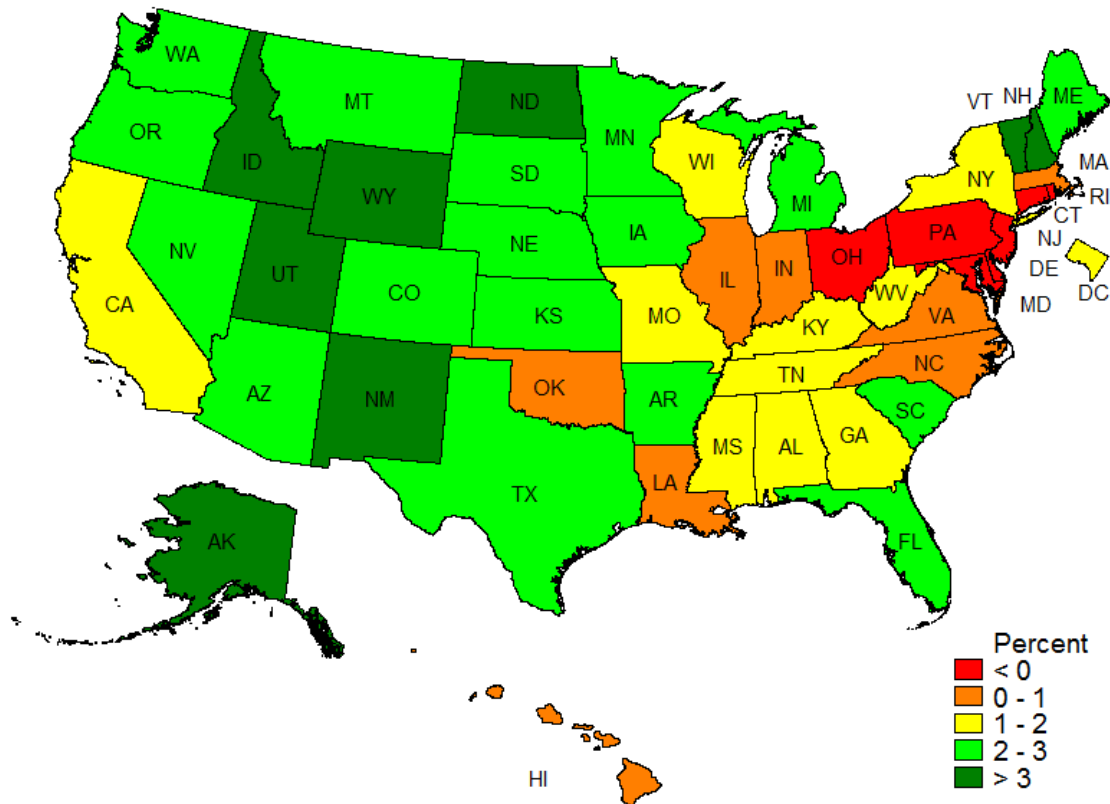 WA
MT
ND
MN
VT
NH
ME
OR
ID
WY
SD
WI
MI
NY
MA
RI
CT
NJ
DE
MD
DC
NV
UT
CO
NE
IA
IL
IN
OH
PA
CA
KS
MO
KY
WV
VA
AZ
NM
OK
AR
TN
NC
SC
TX
LA
MS
AL
GA
FL
AK
HI
Percent
< 0
0 - 1
1 - 2
2 - 3
> 3